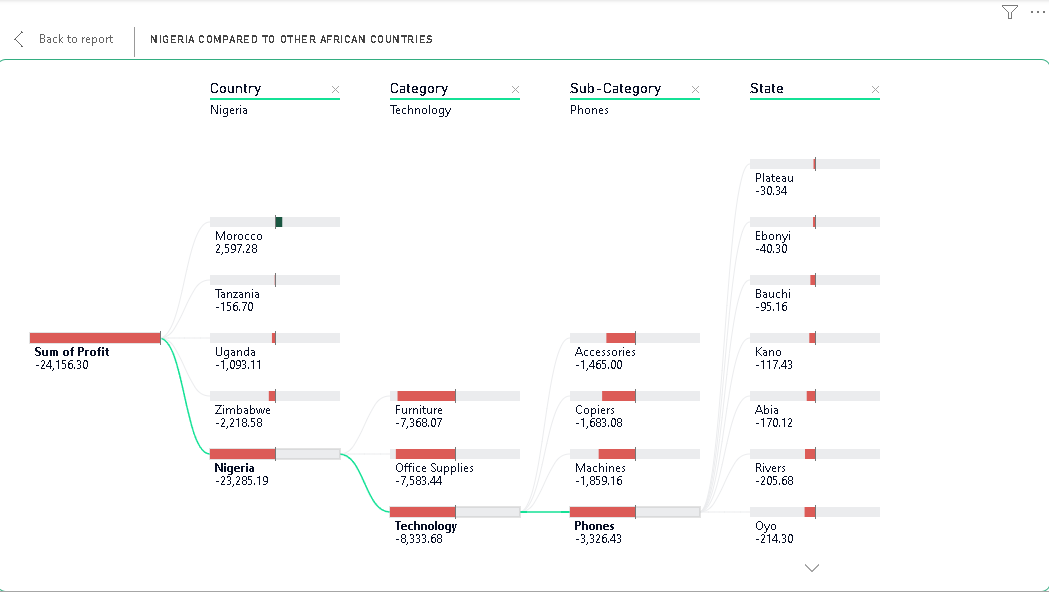 Back to report
NIGERIA COMPARED TO OTHER AFRICAN COUNTRIES
Country
Nigeria
Category
Technology
Sub-Category
Phones
State
Sum of Profit
-24,156.30
Morocco
2,597.28
Tanzania
-156.70
Uganda
-1,093.11
Zimbabwe
-2,218.58
Nigeria
-23,285.19
Furniture
-7,368.07
Office Supplies
-7,583.44
Technology
-8,333.68
Accessories
-1,465.00
Copiers
-1,683.08
Machines
-1,859.16
Phones
-3,326.43
Plateau
-30.34
Ebonyi
-40.30
Bauchi
-95.16
Kano
-117.43
Abia
-170.12
Rivers
-205.68
Oyo
-214.30